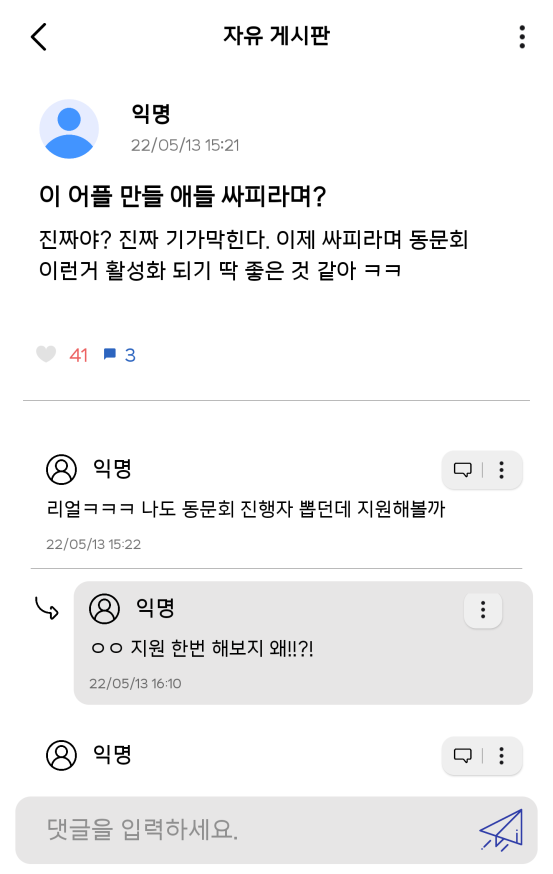 자유 게시판
익명
22/05/13 15:21
이 어플 만들 애들 싸피라며?
진짜야? 진짜 기가막힌다. 이제 싸피라며 동문회
이런거 활성화 되기 딱 좋은 것 같아 ㅋㅋ
41 3
익명
리얼ㅋㅋㅋ 나도 동문회 진행자 뽑던데 지원해볼까
22/05/13 15:22
익명
ㅇㅇ 지원 한번 해보지 왜!!?!
22/05/13 16:10
익명
댓글을 입력하세요.